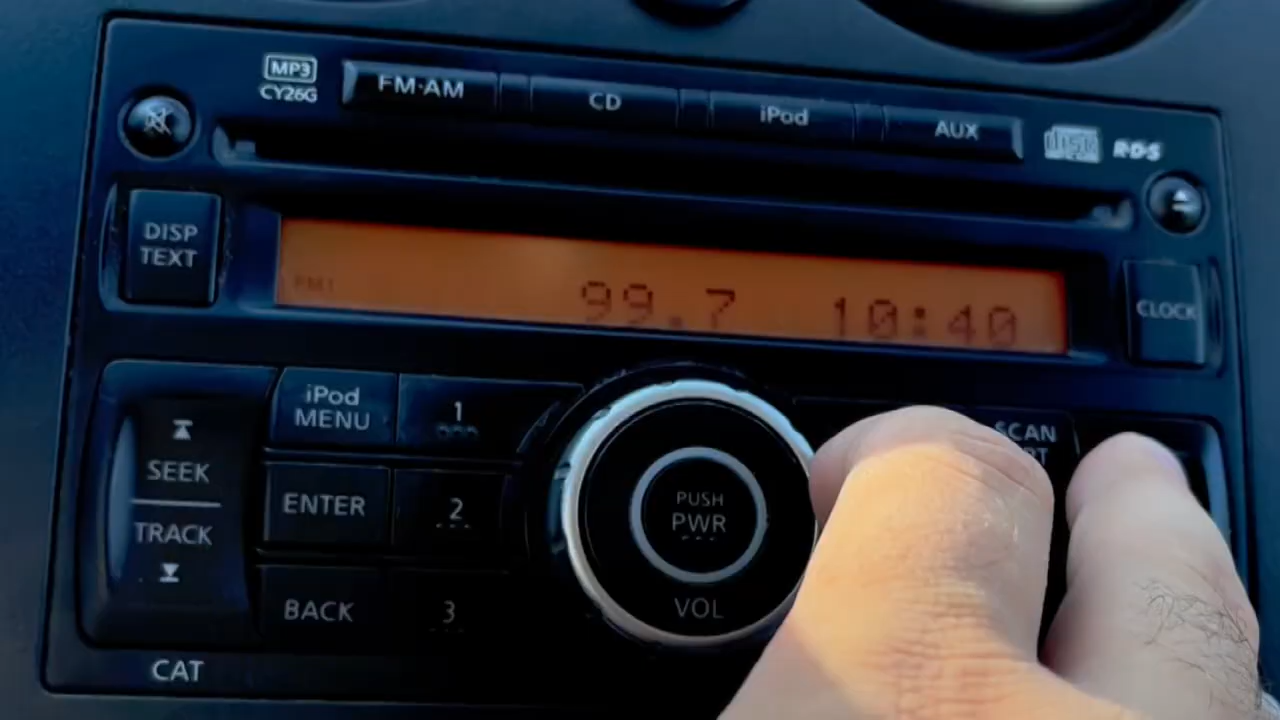 MP3
CY26G
FM·AM
CD
iPod
AUX
RDS
DISP
TEXT
99.7 10:40
CLOCK
SEEK
TRACK
iPod
MENU
1
ENTER
2
BACK
3
PUSH
PWR
VOL
SCAN
CAT